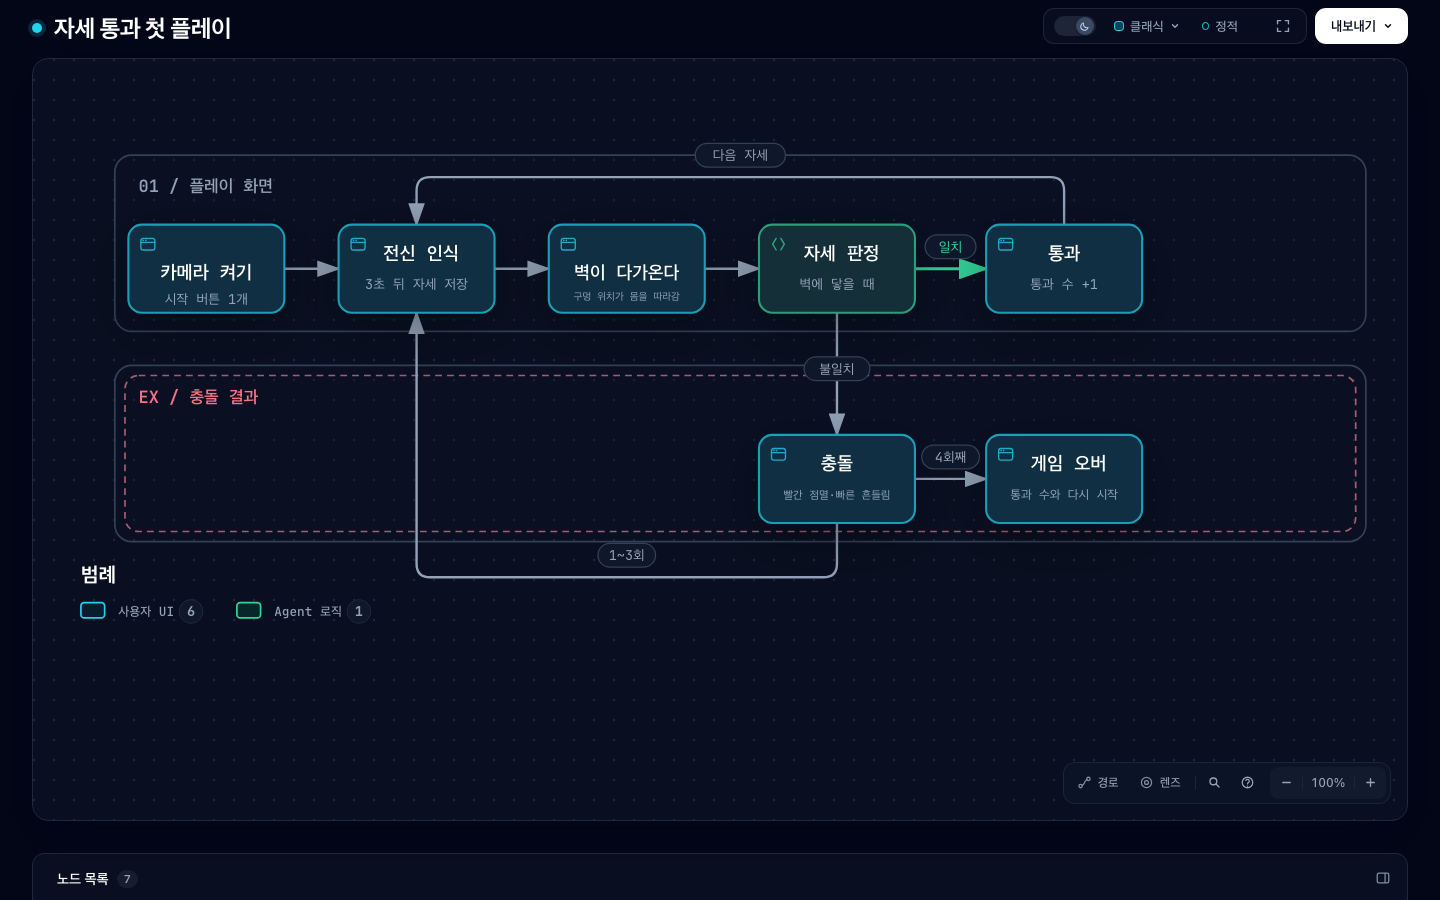 자세 통과 첫 플레이
클래식
정적
내보내기
다음 자세
01 / 플레이 화면
카메라 켜기
시작 버튼 1개
전신 인식
3초 뒤 자세 저장
벽이 다가온다
구멍 위치가 몸을 따라감
자세 판정
벽에 닿을 때
일치
통과
통과 수 +1
불일치
EX / 충돌 결과
충돌
빨간 점멸·빠른 흔들림
4회째
게임 오버
통과 수와 다시 시작
1~3회
범례
사용자 UI 6
Agent 로직 1
경로
렌즈
100%
노드 목록 7